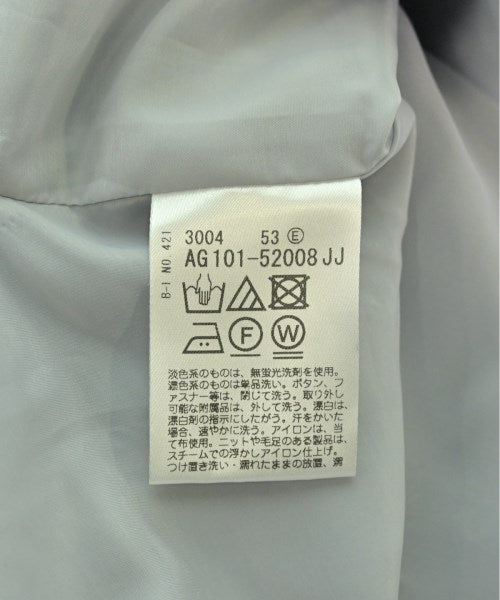 B-1 NO 421
3004 53 E
AG101-52008JJ
F W
淡色系のものは、無蛍光洗剤を使用。
濃色系のものは単品洗い。ボタン、フ
ァスナー等は、閉じて洗う。取り外し
可能な附属品は、外して洗う。漂白は、
漂白剤の指示にしたがう。汗をかいた
場合、速やかに洗う。アイロンは、当
て布使用。ニットや毛足のある製品は、
スチームでの浮かしアイロン仕上げ。
つけ置き洗い・濡れたままの放置、濡